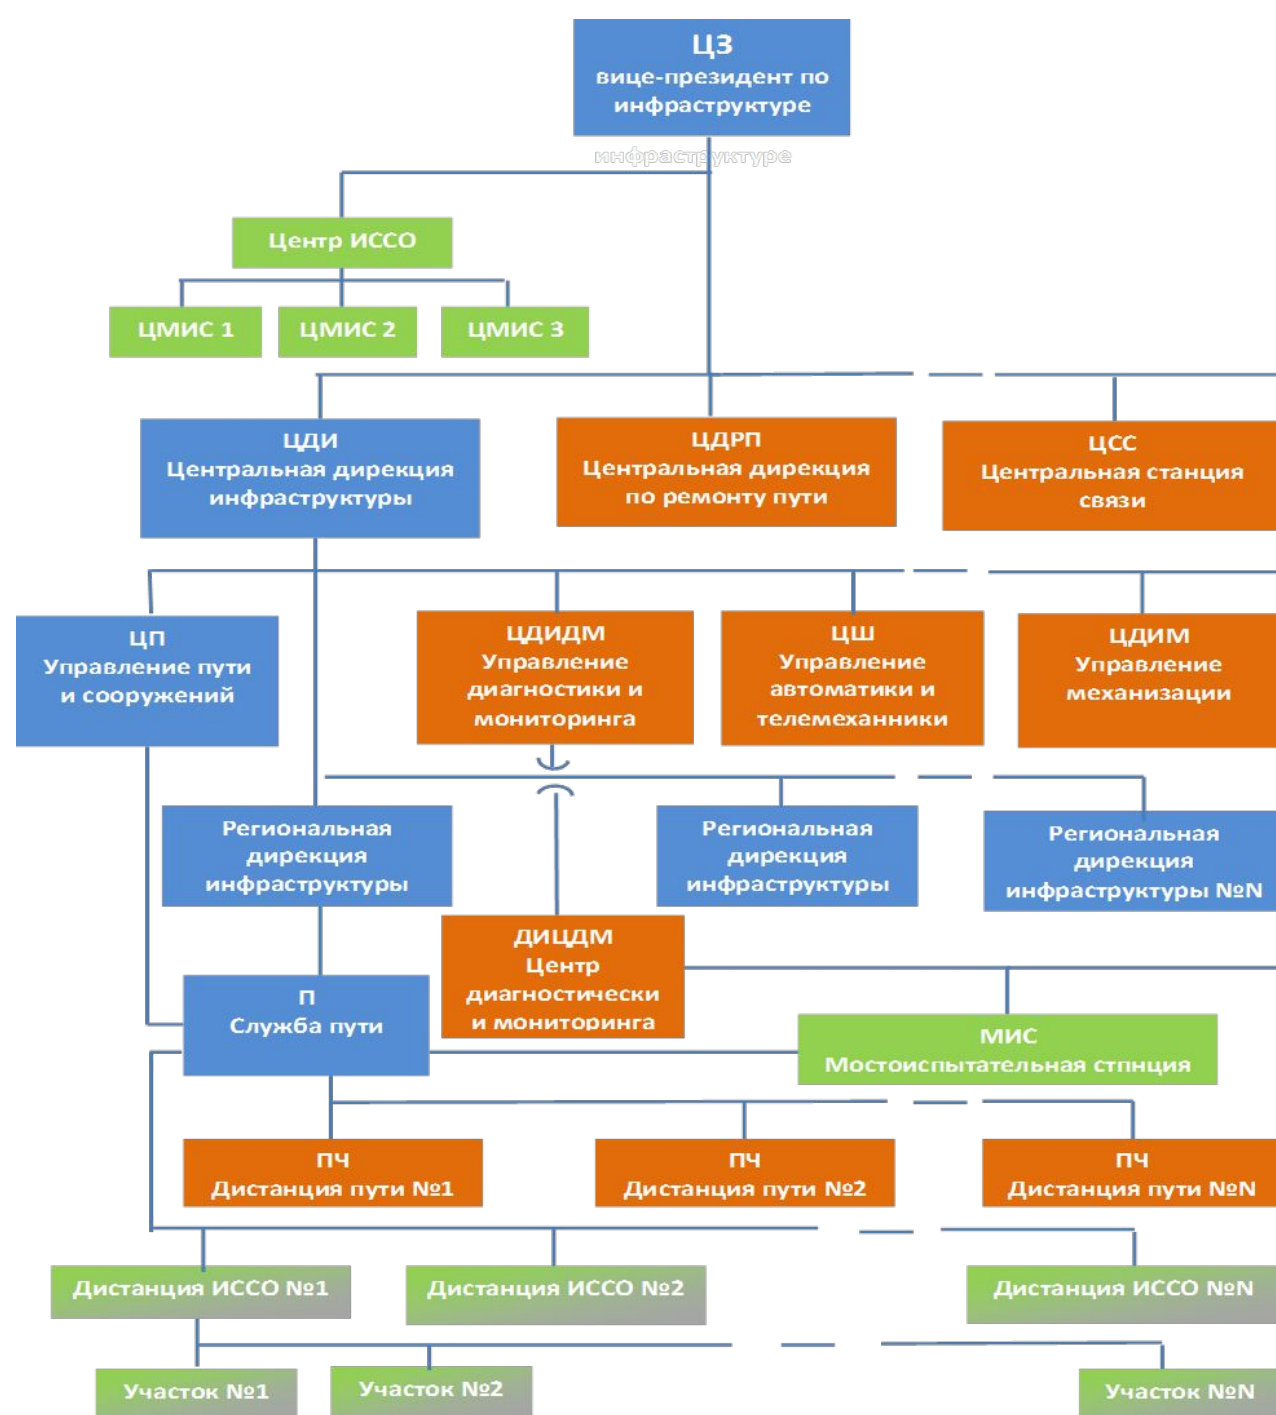 ЦЗ
вице-президент по
инфраструктуре
инфраструктуре
Центр ИССО
ЦМИС 1
ЦМИС 2
ЦМИС 3
ЦДИ
Центральная дирекция
инфраструктуры
ЦДРП
Центральная дирекция
по ремонту пути
ЦСС
Центральная станция
связи
ЦП
Управление пути
и сооружений
ЦДИДМ
Управление
диагностики и
мониторинга
ЦШ
Управление
автоматики и
телемеханники
ЦДИМ
Управление
механизации
Региональная
дирекция
инфраструктуры
Региональная
дирекция
инфраструктуры
Региональная
дирекция
инфраструктуры №N
ДИЦДМ
Центр
диагностически
и мониторинга
П
Служба пути
МИС
Мостоиспытательная стпнция
ПЧ
Дистанция пути №1
ПЧ
Дистанция пути №2
ПЧ
Дистанция пути №N
Дистанция ИССО №1
Дистанция ИССО №2
Дистанция ИССО №N
Участок №1
Участок №2
Участок №N